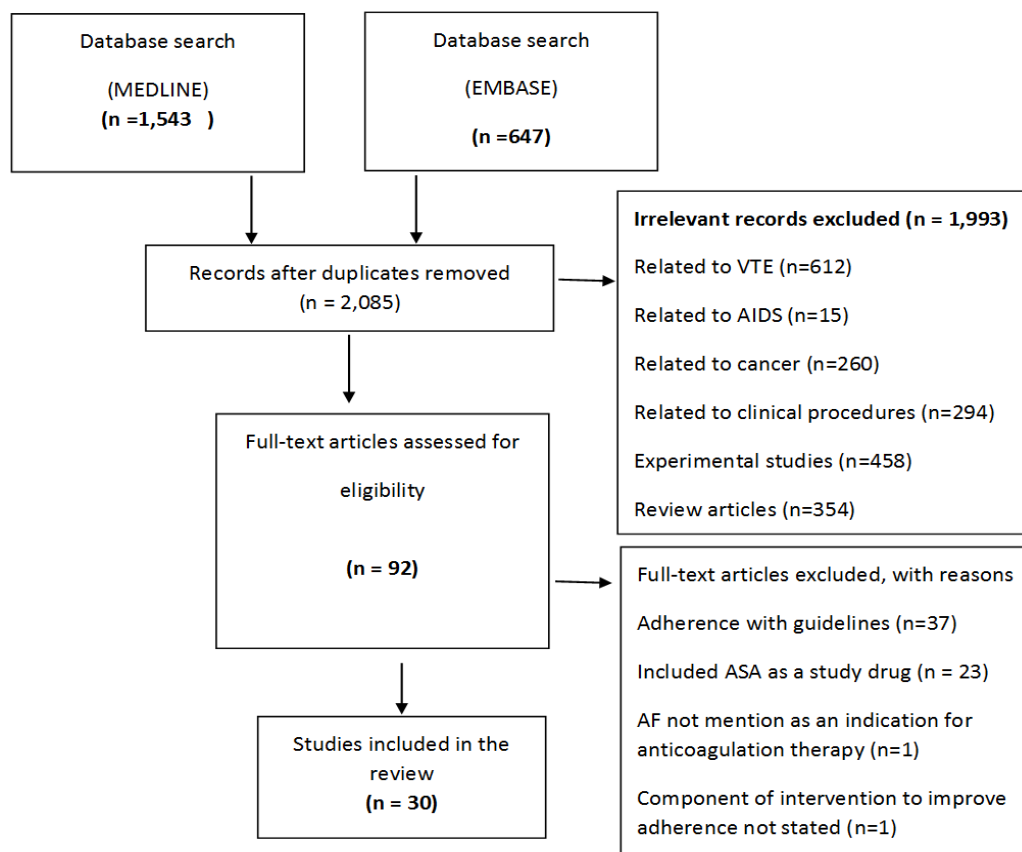 Database search
(MEDLINE)
(n =1,543   )
Database search
(EMBASE)
(n =647)
Irrelevant records excluded (n = 1,993)
Related to VTE (n=612)
Related to AIDS (n=15)
Related to cancer (n=260)
Related to clinical procedures (n=294)
Experimental studies (n=458)
Review articles (n=354)
Records after duplicates removed
(n = 2,085)
Full-text articles assessed for
eligibility
(n = 92)
Full-text articles excluded, with reasons
Adherence with guidelines (n=37)
Included ASA as a study drug (n = 23)
AF not mention as an indication for
anticoagulation therapy (n=1)
Component of intervention to improve
adherence not stated (n=1)
Studies included in the
review
(n = 30)